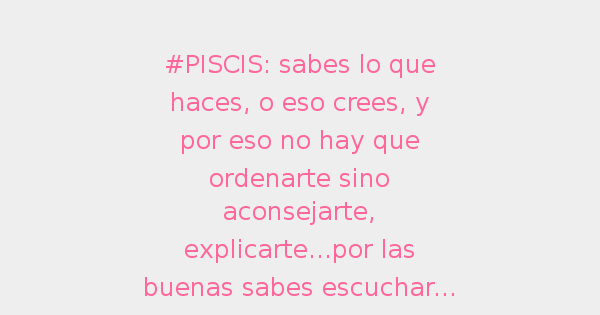 #PISCIS: sabes lo que
haces, o eso crees, y
por eso no hay que
ordenarte sino
aconsejarte,
explicarte...por las
buenas sabes escuchar...